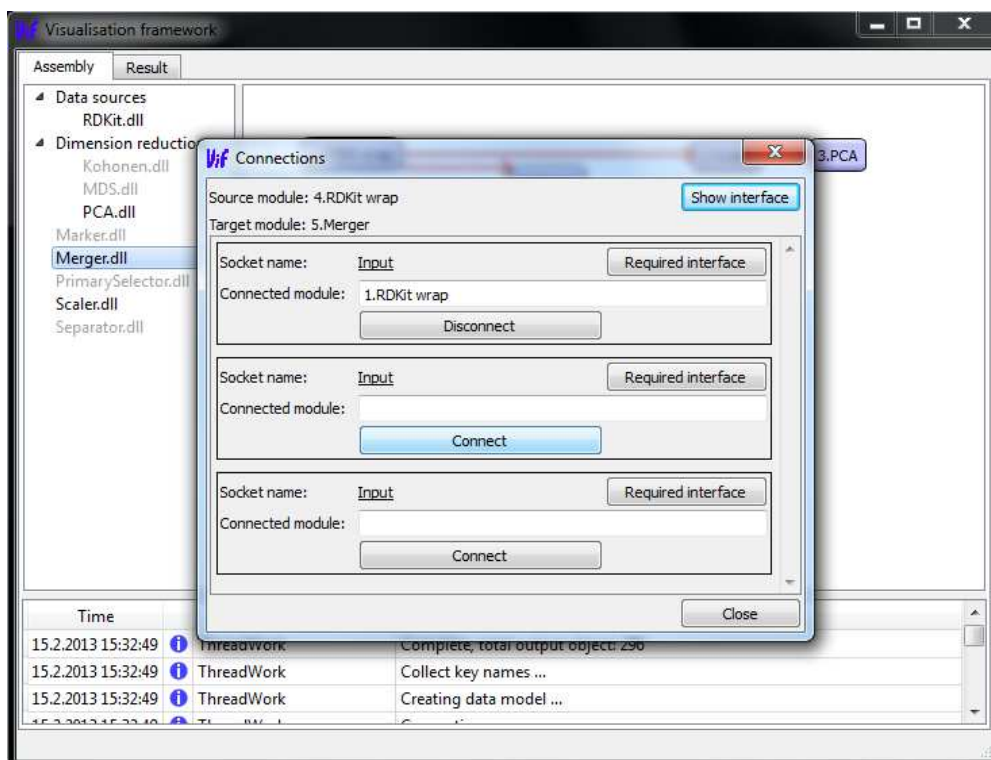 ViF Visualisation framework
Assembly Result
Data sources
RDKit.dll
Dimension reductio
Kohonen.dll
MDS.dll
PCA.dll
Marker.dll
Merger.dll
PrimarySelector.dll
Scaler.dll
Separator.dll
3.PCA
ViF Connections
Source module: 4.RDKit wrap Show interface
Target module: 5.Merger
Socket name: Input Required interface
Connected module: 1.RDKit wrap
Disconnect
Socket name: Input Required interface
Connected module:
Connect
Socket name: Input Required interface
Connected module:
Connect
Close
Time
15.2.2013 15:32:49 ThreadWork Complete, total output object: 296
15.2.2013 15:32:49 ThreadWork Collect key names ...
15.2.2013 15:32:49 ThreadWork Creating data model ...